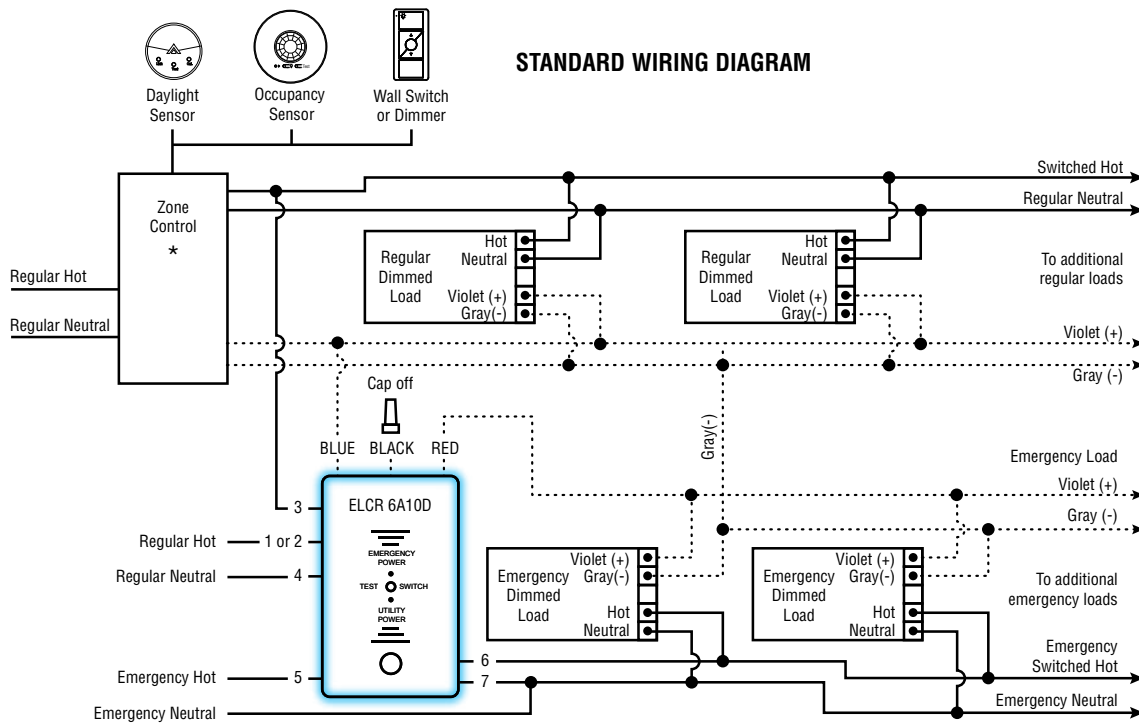 STANDARD WIRING DIAGRAM
Daylight
Sensor
Occupancy
Sensor
Wall Switch
or Dimmer
Zone
Control
*
Regular Hot
Regular Neutral
Switched Hot
Regular Neutral
Regular
Dimmed
Load
Hot
Neutral
Violet (+)
Gray(-)
Regular
Dimmed
Load
Hot
Neutral
Violet (+)
Gray(-)
To additional
regular loads
Violet (+)
Gray (-)
Cap off
BLUE BLACK RED
Gray(-)
Emergency Load
Violet (+)
Gray (-)
3
ELCR 6A10D
Regular Hot 1 or 2
Regular Neutral 4
EMERGENCY
POWER
TEST SWITCH
UTILITY
POWER
Emergency Hot 5
6
7
Emergency Neutral
Emergency
Dimmed
Load
Violet (+)
Gray(-)
Hot
Neutral
Emergency
Dimmed
Load
Violet (+)
Gray(-)
Hot
Neutral
To additional
emergency loads
Emergency
Switched Hot
Emergency Neutral